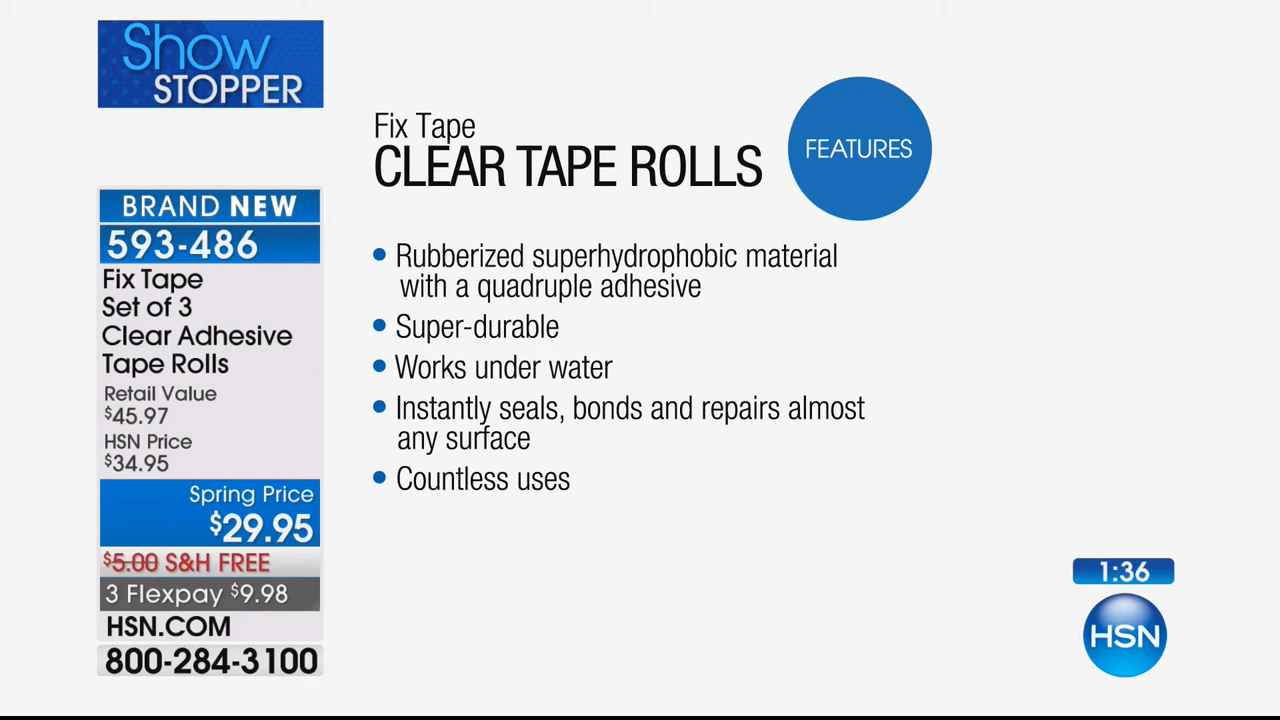 Show
STOPPER
Fix Tape
CLEAR TAPE ROLLS
FEATURES
• Rubberized superhydrophobic material
with a quadruple adhesive
• Super-durable
• Works under water
• Instantly seals, bonds and repairs almost
any surface
• Countless uses
BRAND NEW
593-486
Fix Tape
Set of 3
Clear Adhesive
Tape Rolls
Retail Value
$45.97
HSN Price
$34.95
Spring Price
$29.95
$5.00 S&H FREE
3 Flexpay $9.98
HSN.COM
800-284-3100
1:36
HSN